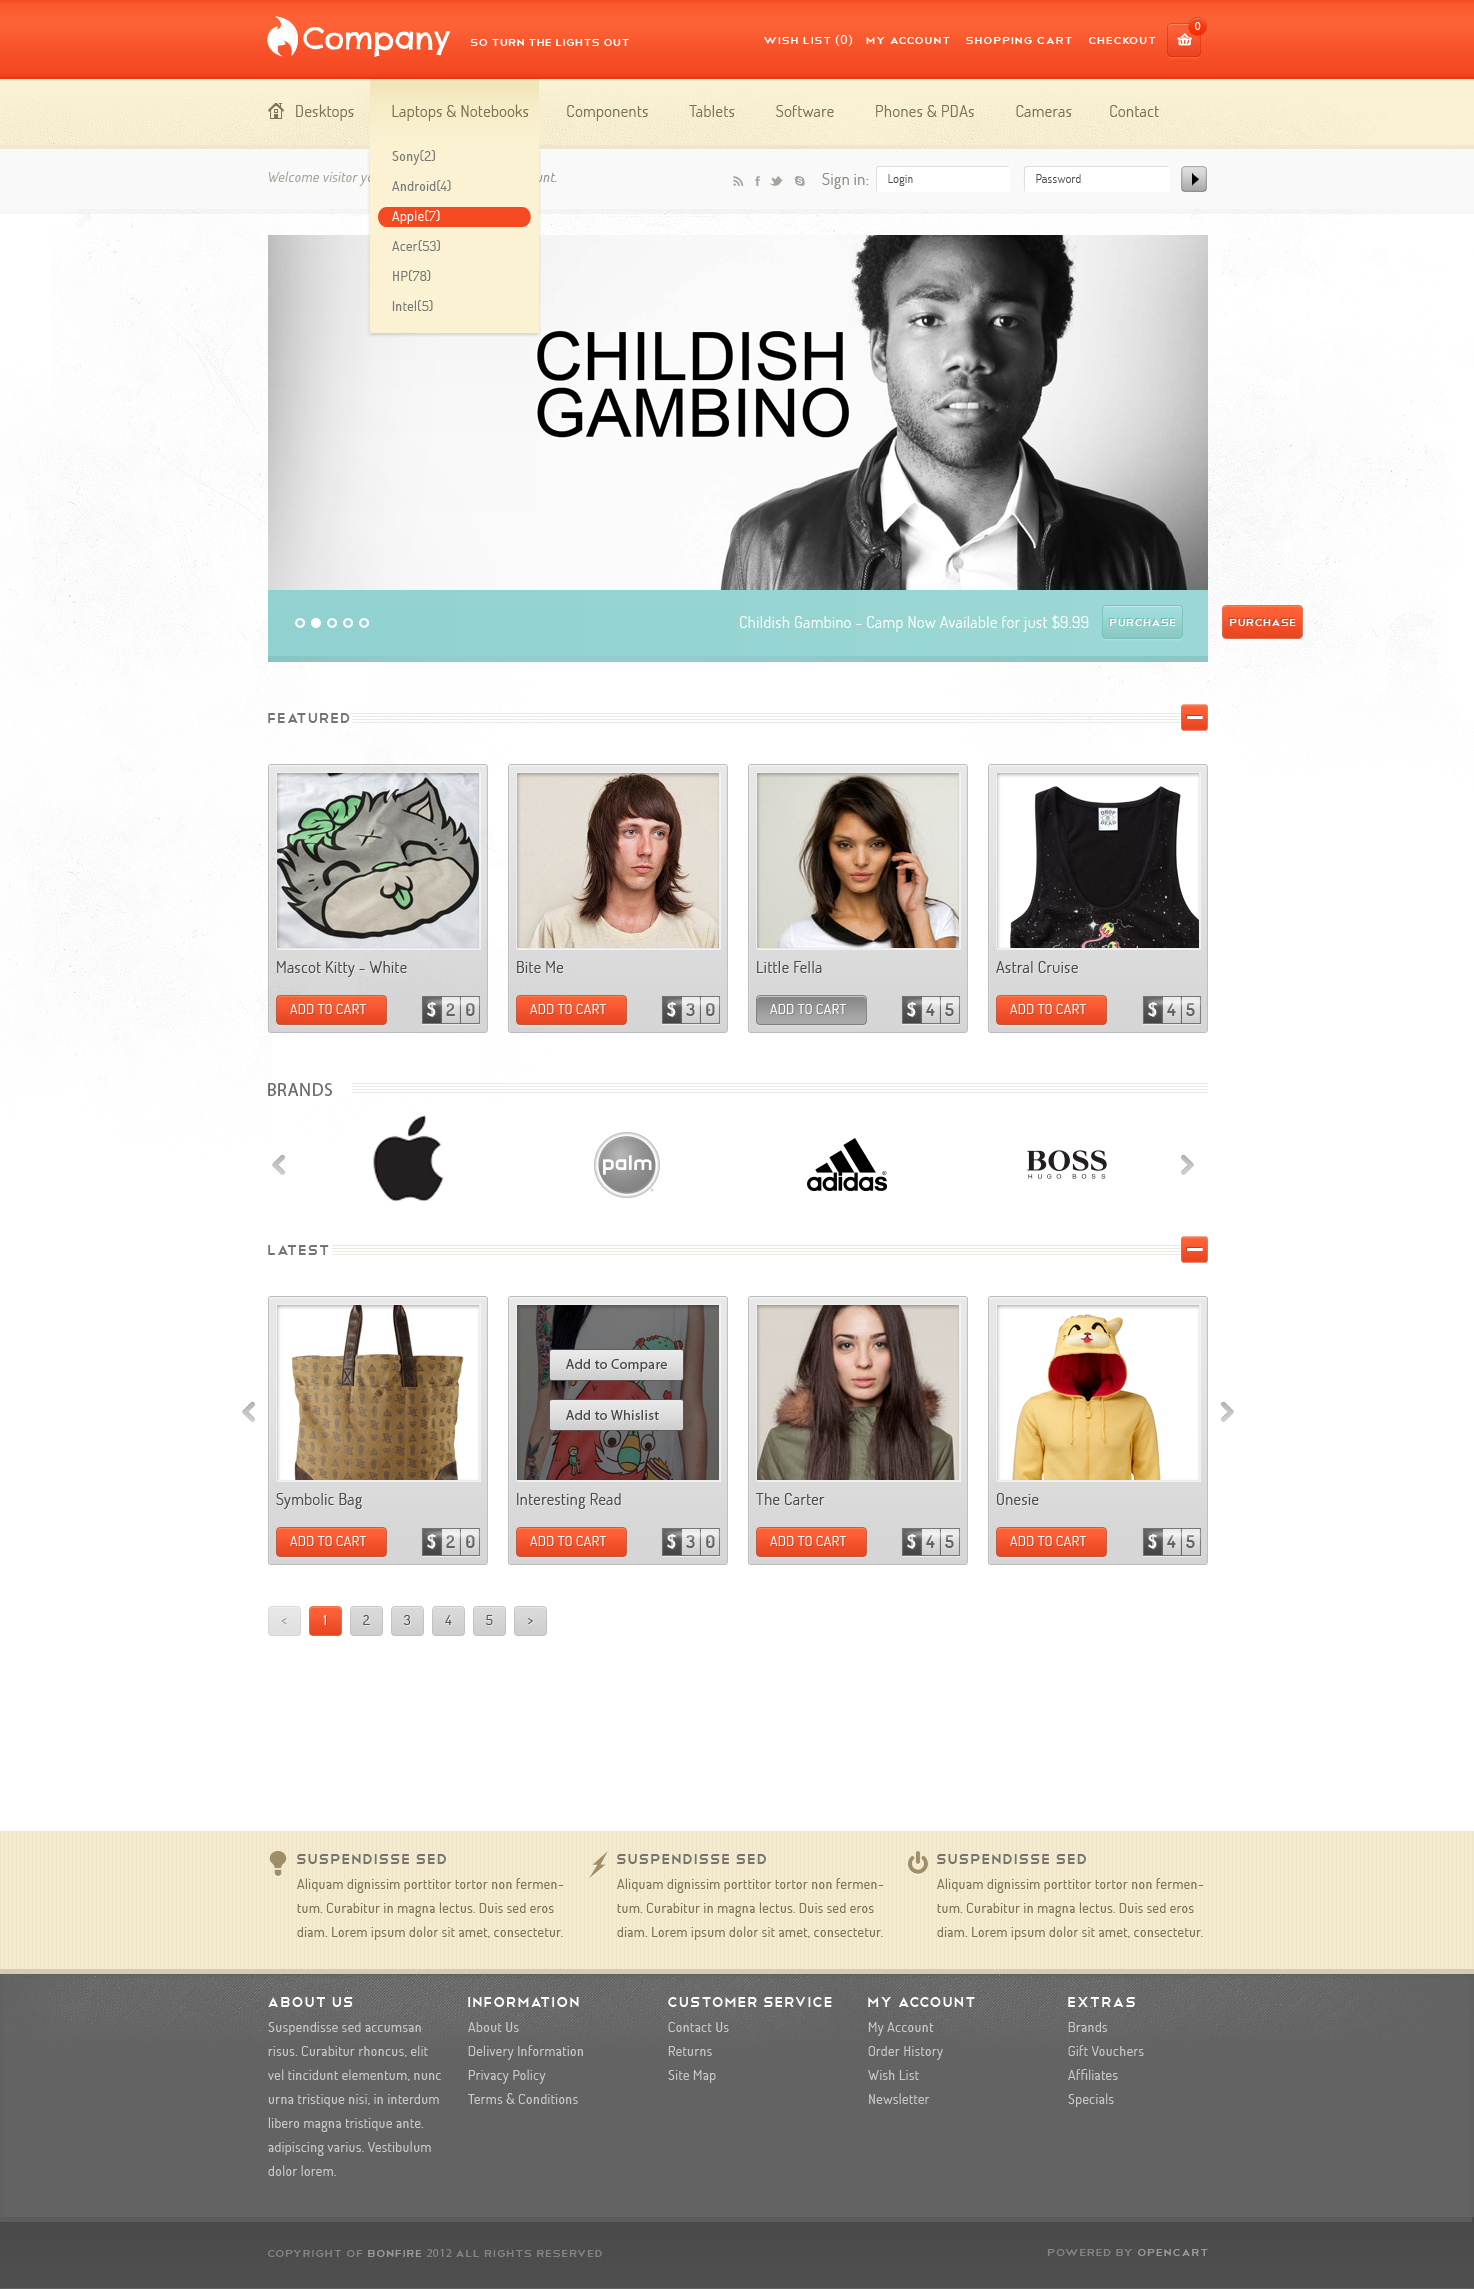 Company
SO TURN THE LIGHTS OUT
WISH LIST (0) MY ACCOUNT SHOPPING CART CHECKOUT
0
Desktops Laptops & Notebooks Components Tablets Software Phones & PDAs Cameras Contact
Sony(2)
Android(4)
Apple(7)
Acer(53)
HP(78)
Intel(5)
Welcome visitor
Sign in: Login Password
CHILDISH
GAMBINO
Childish Gambino - Camp Now Available for just $9.99 PURCHASE PURCHASE
FEATURED
DROP
DEAD
Mascot Kitty - White Bite Me Little Fella Astral Cruise
ADD TO CART $20 ADD TO CART $30 ADD TO CART $45 ADD TO CART $45
BRANDS
palm
adidas
BOSS
HUGO BOSS
LATEST
Add to Compare
Add to Whislist
Symbolic Bag Interesting Read The Carter Onesie
ADD TO CART $20 ADD TO CART $30 ADD TO CART $45 ADD TO CART $45
< 1 2 3 4 5 >
SUSPENDISSE SED
Aliquam dignissim porttitor tortor non fermen-
tum. Curabitur in magna lectus. Duis sed eros
diam. Lorem ipsum dolor sit amet, consectetur.
SUSPENDISSE SED
Aliquam dignissim porttitor tortor non fermen-
tum. Curabitur in magna lectus. Duis sed eros
diam. Lorem ipsum dolor sit amet, consectetur.
SUSPENDISSE SED
Aliquam dignissim porttitor tortor non fermen-
tum. Curabitur in magna lectus. Duis sed eros
diam. Lorem ipsum dolor sit amet, consectetur.
ABOUT US
Suspendisse sed accumsan
risus. Curabitur rhoncus, elit
vel tincidunt elementum, nunc
urna tristique nisi, in interdum
libero magna tristique ante.
adipiscing varius. Vestibulum
dolor lorem.
INFORMATION
About Us
Delivery Information
Privacy Policy
Terms & Conditions
CUSTOMER SERVICE
Contact Us
Returns
Site Map
MY ACCOUNT
My Account
Order History
Wish List
Newsletter
EXTRAS
Brands
Gift Vouchers
Affiliates
Specials
COPYRIGHT OF BONFIRE 2012 ALL RIGHTS RESERVED
POWERED BY OPENCART